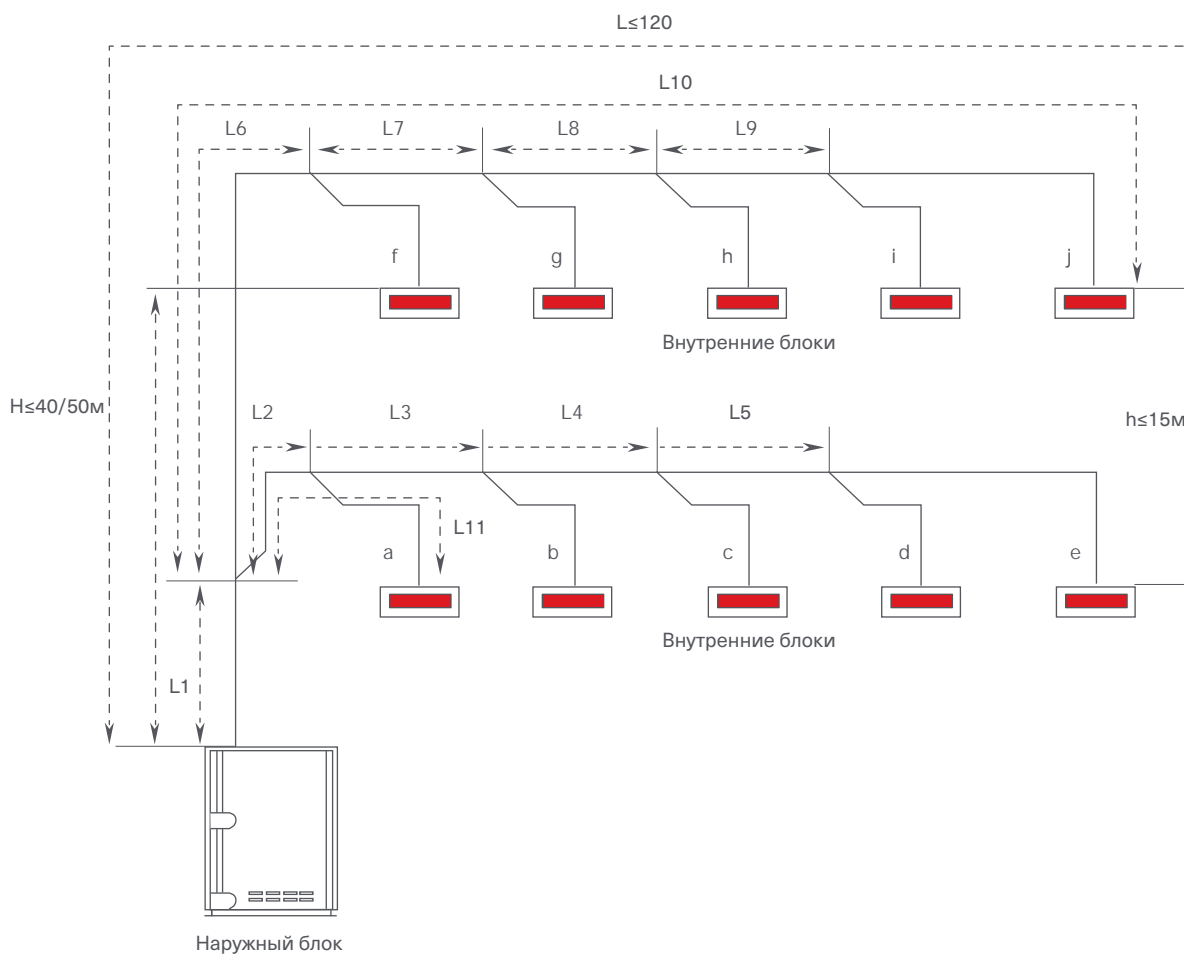 L≤120
L10
L6 L7 L8 L9
f g h i j
Внутренние блоки
H≤40/50м
h≤15м
L2 L3 L4 L5
L11
a b c d e
Внутренние блоки
L1
Наружный блок